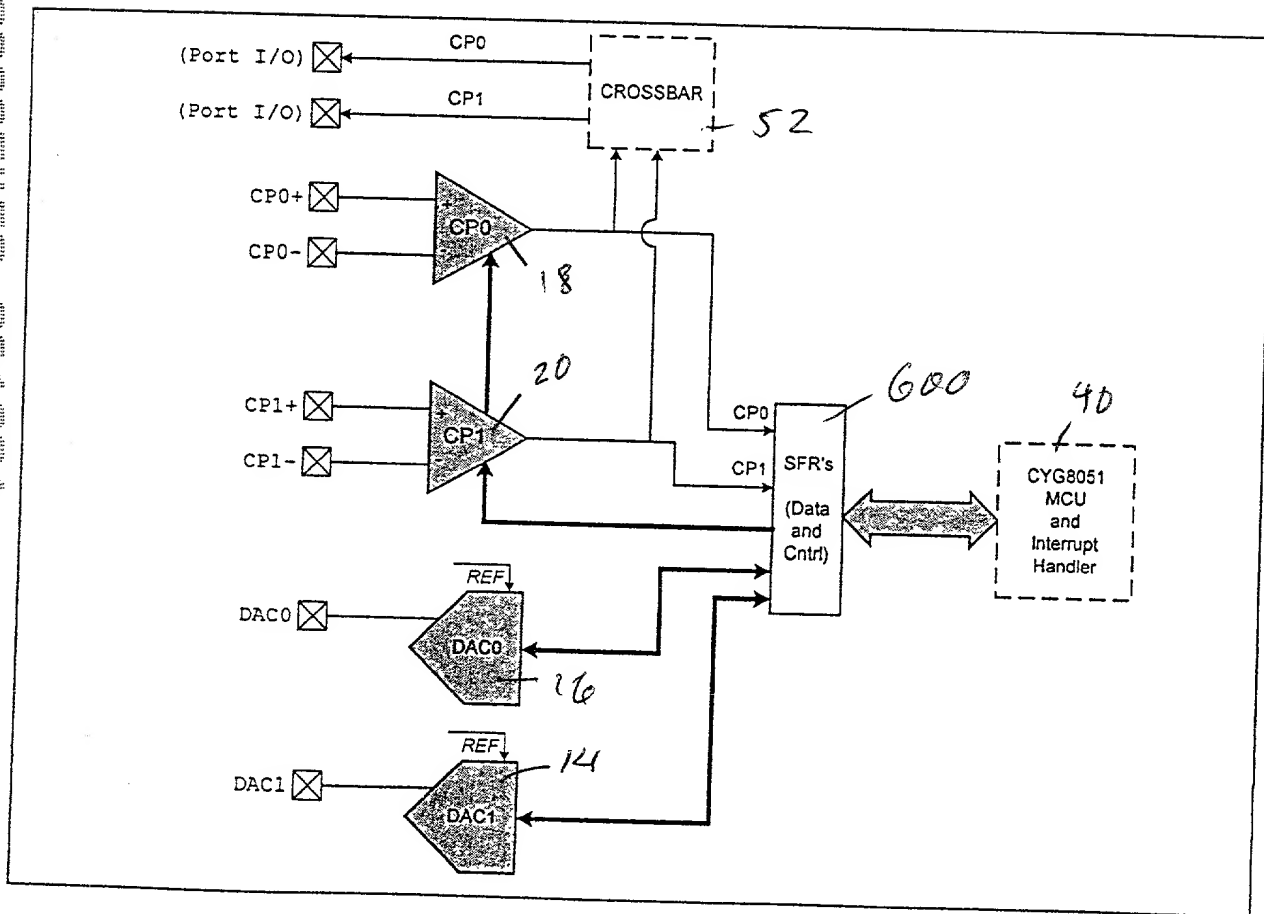 (Port I/O) CP0
(Port I/O) CP1
CROSSBAR
52
CP0+
CP0-
+
-
CP0
18
CP1+
CP1-
+
-
CP1
20
CP0
CP1
600
SFR's
(Data
and
Cntrl)
40
CYG8051
MCU
and
Interrupt
Handler
REF
DAC0
DAC0
16
REF
DAC1
DAC1
14